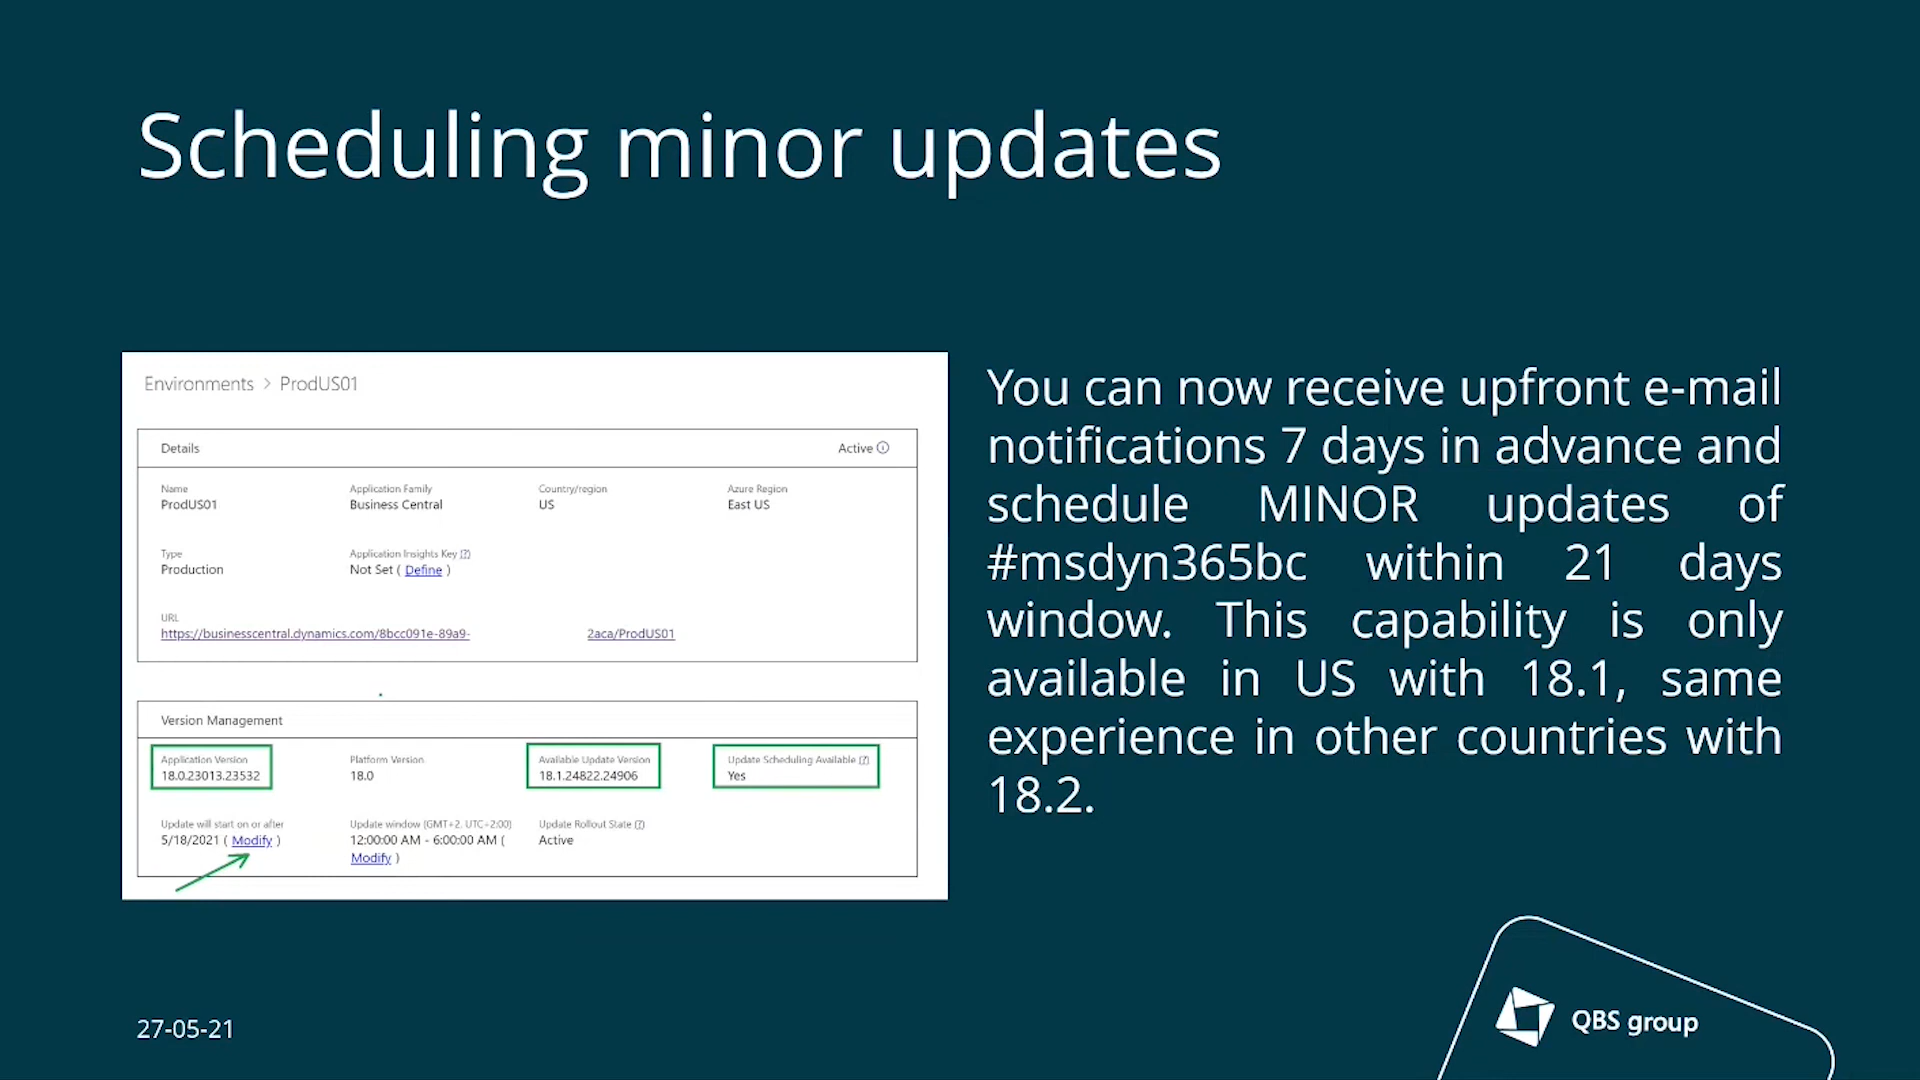 Scheduling minor updates
Environments > ProdUS01
Details
Active
Name
ProdUS01
Application Family
Business Central
Country/region
US
Azure Region
East US
Type
Production
Application Insights Key (?)
Not Set ( Define )
URL
https://businesscentral.dynamics.com/8bcc091e-89a9- 2aca/ProdUS01
Version Management
Application Version
18.0.23013.23532
Platform Version
18.0
Available Update Version
18.1.24822.24906
Update Scheduling Available (?)
Yes
Update will start on or after
5/18/2021 ( Modify )
Update window (GMT+2, UTC+2:00)
12:00:00 AM - 6:00:00 AM (
Modify )
Update Rollout State (?)
Active
You can now receive upfront e-mail
notifications 7 days in advance and
schedule MINOR updates of
#msdyn365bc within 21 days
window. This capability is only
available in US with 18.1, same
experience in other countries with
18.2.
27-05-21
QBS group